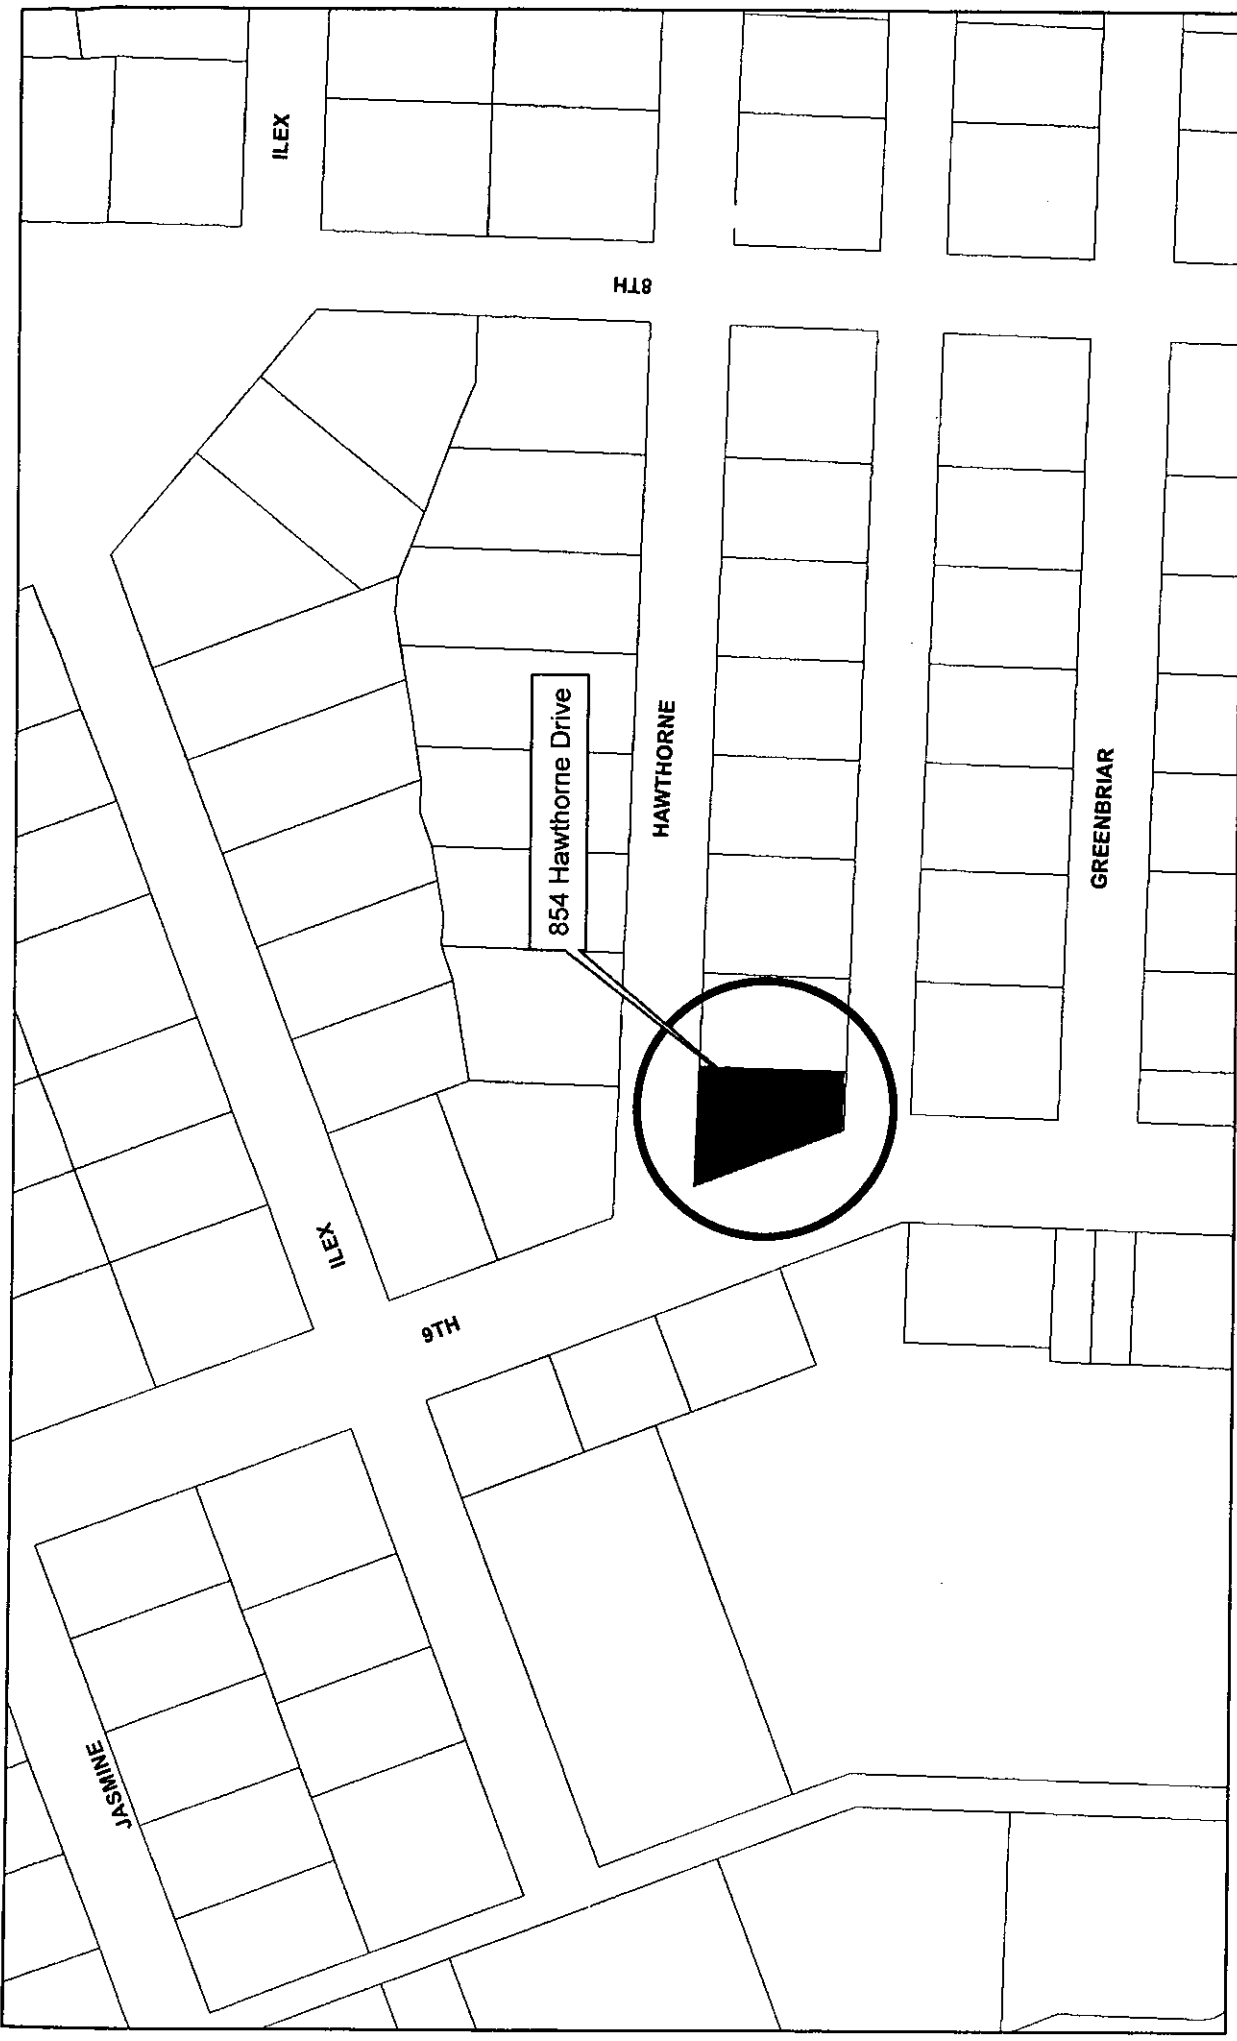 ILEX
8TH
854 Hawthorne Drive
HAWTHORNE
GREENBRIAR
ILEX
9TH
JASMINE